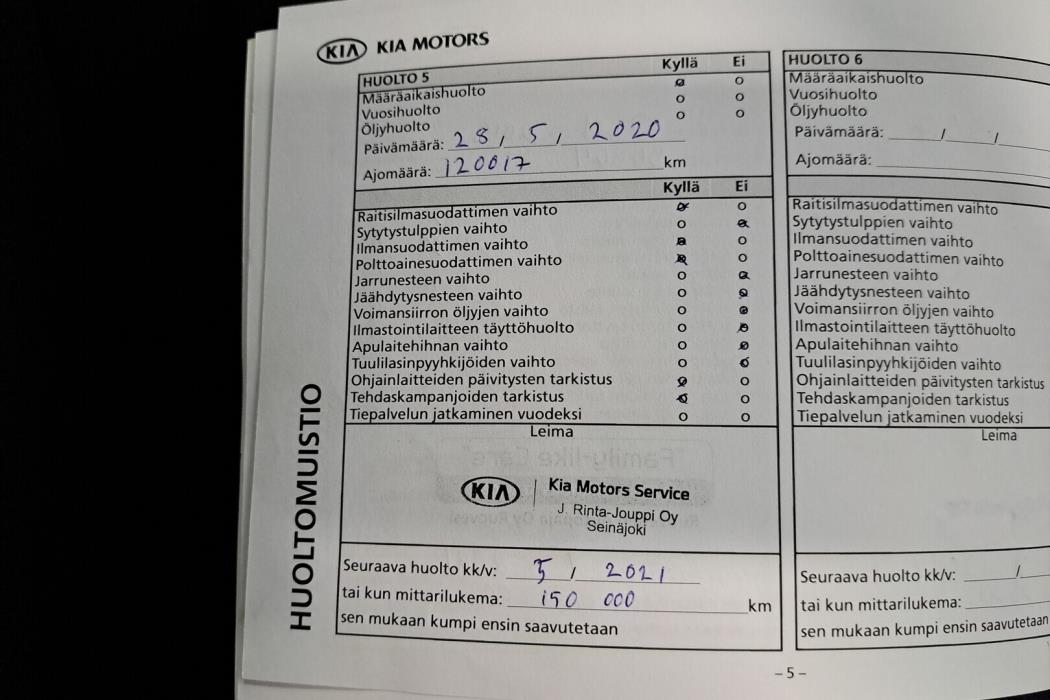 KIA KIA MOTORS
HUOLTO 5 Kyllä Ei
Määräaikaishuolto
Vuosihuolto
Öljyhuolto
Päivämäärä: 28 / 5 / 2020
Ajomäärä: 120017 km
Kyllä Ei
Raitisilmasuodattimen vaihto
Sytytystulppien vaihto
Ilmansuodattimen vaihto
Polttoainesuodattimen vaihto
Jarrunesteen vaihto
Jäähdytysnesteen vaihto
Voimansiirron öljyjen vaihto
Ilmastointilaitteen täyttöhuolto
Apulaitehihnan vaihto
Tuulilasinpyyhkijöiden vaihto
Ohjainlaitteiden päivitysten tarkistus
Tehdaskampanjoiden tarkistus
Tiepalvelun jatkaminen vuodeksi
Leima
KIA Kia Motors Service
J. Rinta-Jouppi Oy
Seinäjoki
Seuraava huolto kk/v: 5 / 2021
tai kun mittarilukema: 150 000 km
sen mukaan kumpi ensin saavutetaan
HUOLTOMUISTIO
HUOLTO 6
Määräaikaishuolto
Vuosihuolto
Öljyhuolto
Päivämäärä: / /
Ajomäärä:
Raitisilmasuodattimen vaihto
Sytytystulppien vaihto
Ilmansuodattimen vaihto
Polttoainesuodattimen vaihto
Jarrunesteen vaihto
Jäähdytysnesteen vaihto
Voimansiirron öljyjen vaihto
Ilmastointilaitteen täyttöhuolto
Apulaitehihnan vaihto
Tuulilasinpyyhkijöiden vaihto
Ohjainlaitteiden päivitysten tarkistus
Tehdaskampanjoiden tarkistus
Tiepalvelun jatkaminen vuodeksi
Leima
Seuraava huolto kk/v: /
tai kun mittarilukema:
sen mukaan kumpi ensin saavutetaan
- 5 -